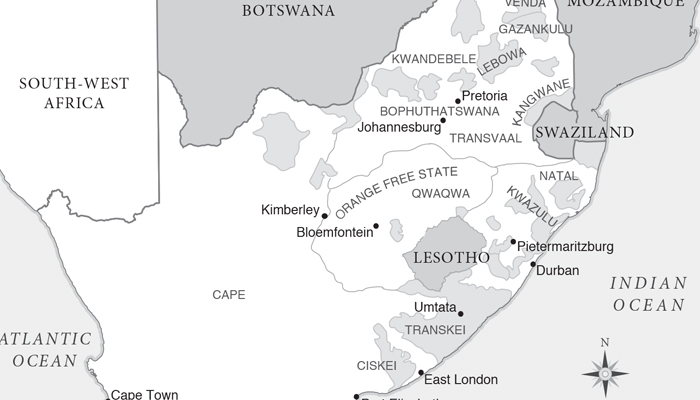 VENDA
MOZAMBIQUE
BOTSWANA
GAZANKULU
KWANDEBELE
LEBOWA
SOUTH-WEST
AFRICA
KANGWANE
Pretoria
BOPHUTHATSWANA
Johannesburg
TRANSVAAL
SWAZILAND
ORANGE FREE STATE
NATAL
QWAQWA
KWAZULU
Kimberley
Bloemfontein
Pietermaritzburg
LESOTHO
Durban
INDIAN
OCEAN
CAPE
Umtata
TRANSKEI
ATLANTIC
OCEAN
N
CISKEI
East London
Cape Town